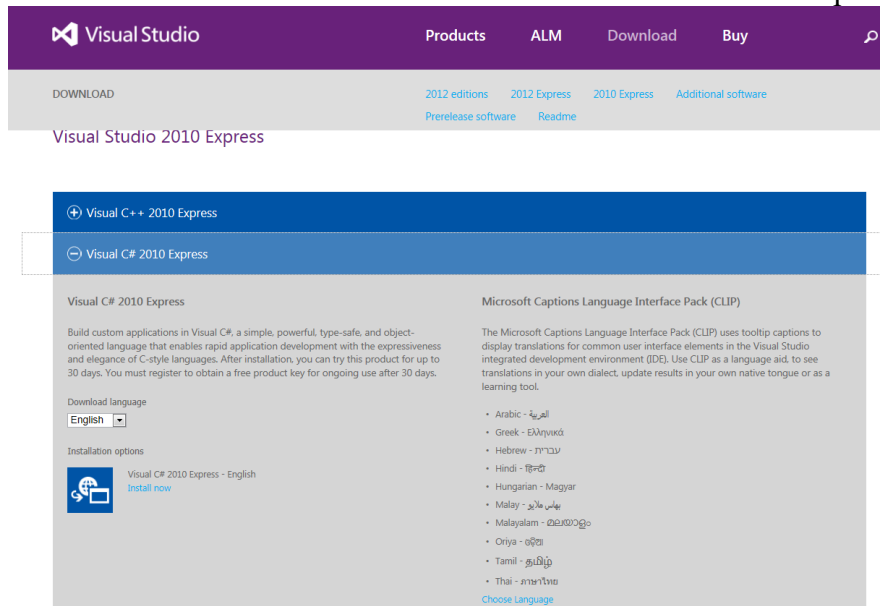 Visual Studio
Products ALM Download Buy
DOWNLOAD
2012 editions 2012 Express 2010 Express Additional software
Prerelease software Readme
Visual Studio 2010 Express
Visual C++ 2010 Express
Visual C# 2010 Express
Visual C# 2010 Express
Build custom applications in Visual C#, a simple, powerful, type-safe, and object-
oriented language that enables rapid application development with the expressiveness
and elegance of C-style languages. After installation, you can try this product for up to
30 days. You must register to obtain a free product key for ongoing use after 30 days.
Download language
English
Installation options
Visual C# 2010 Express - English
Install now
Microsoft Captions Language Interface Pack (CLIP)
The Microsoft Captions Language Interface Pack (CLIP) uses tooltip captions to
display translations for common user interface elements in the Visual Studio
integrated development environment (IDE). Use CLIP as a language aid, to see
translations in your own dialect, update results in your own native tongue or as a
learning tool.
• Arabic - العربية
• Greek - Ελληνικά
• Hebrew - עברית
• Hindi - हिन्दी
• Hungarian - Magyar
• Malay - بهاس ملايو
• Malayalam - മലയാളം
• Oriya - ଓଡ଼ିଆ
• Tamil - தமிழ்
• Thai - ภาษาไทย
Choose Language